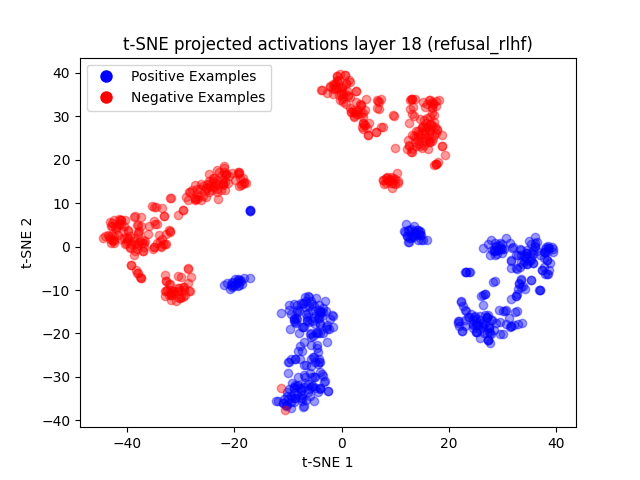 t-SNE projected activations layer 18 (refusal_rlhf)
Positive Examples
Negative Examples
40
30
20
10
0
−10
−20
−30
−40
t-SNE 2
−40
−20
0
20
40
t-SNE 1